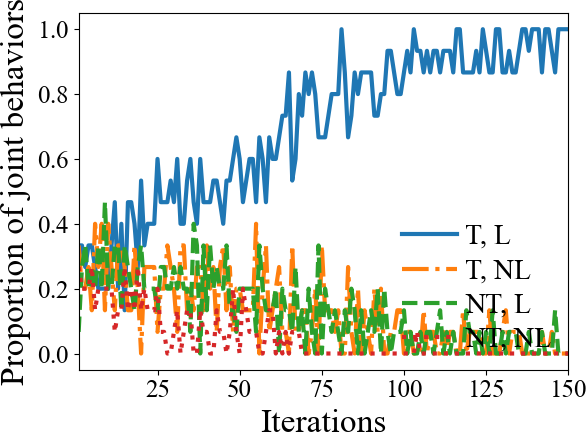 Proportion of joint behaviors
1.0
0.8
0.6
0.4
0.2
0.0
T, L
T, NL
NT, L
NT, NL
25 50 75 100 125 150
Iterations